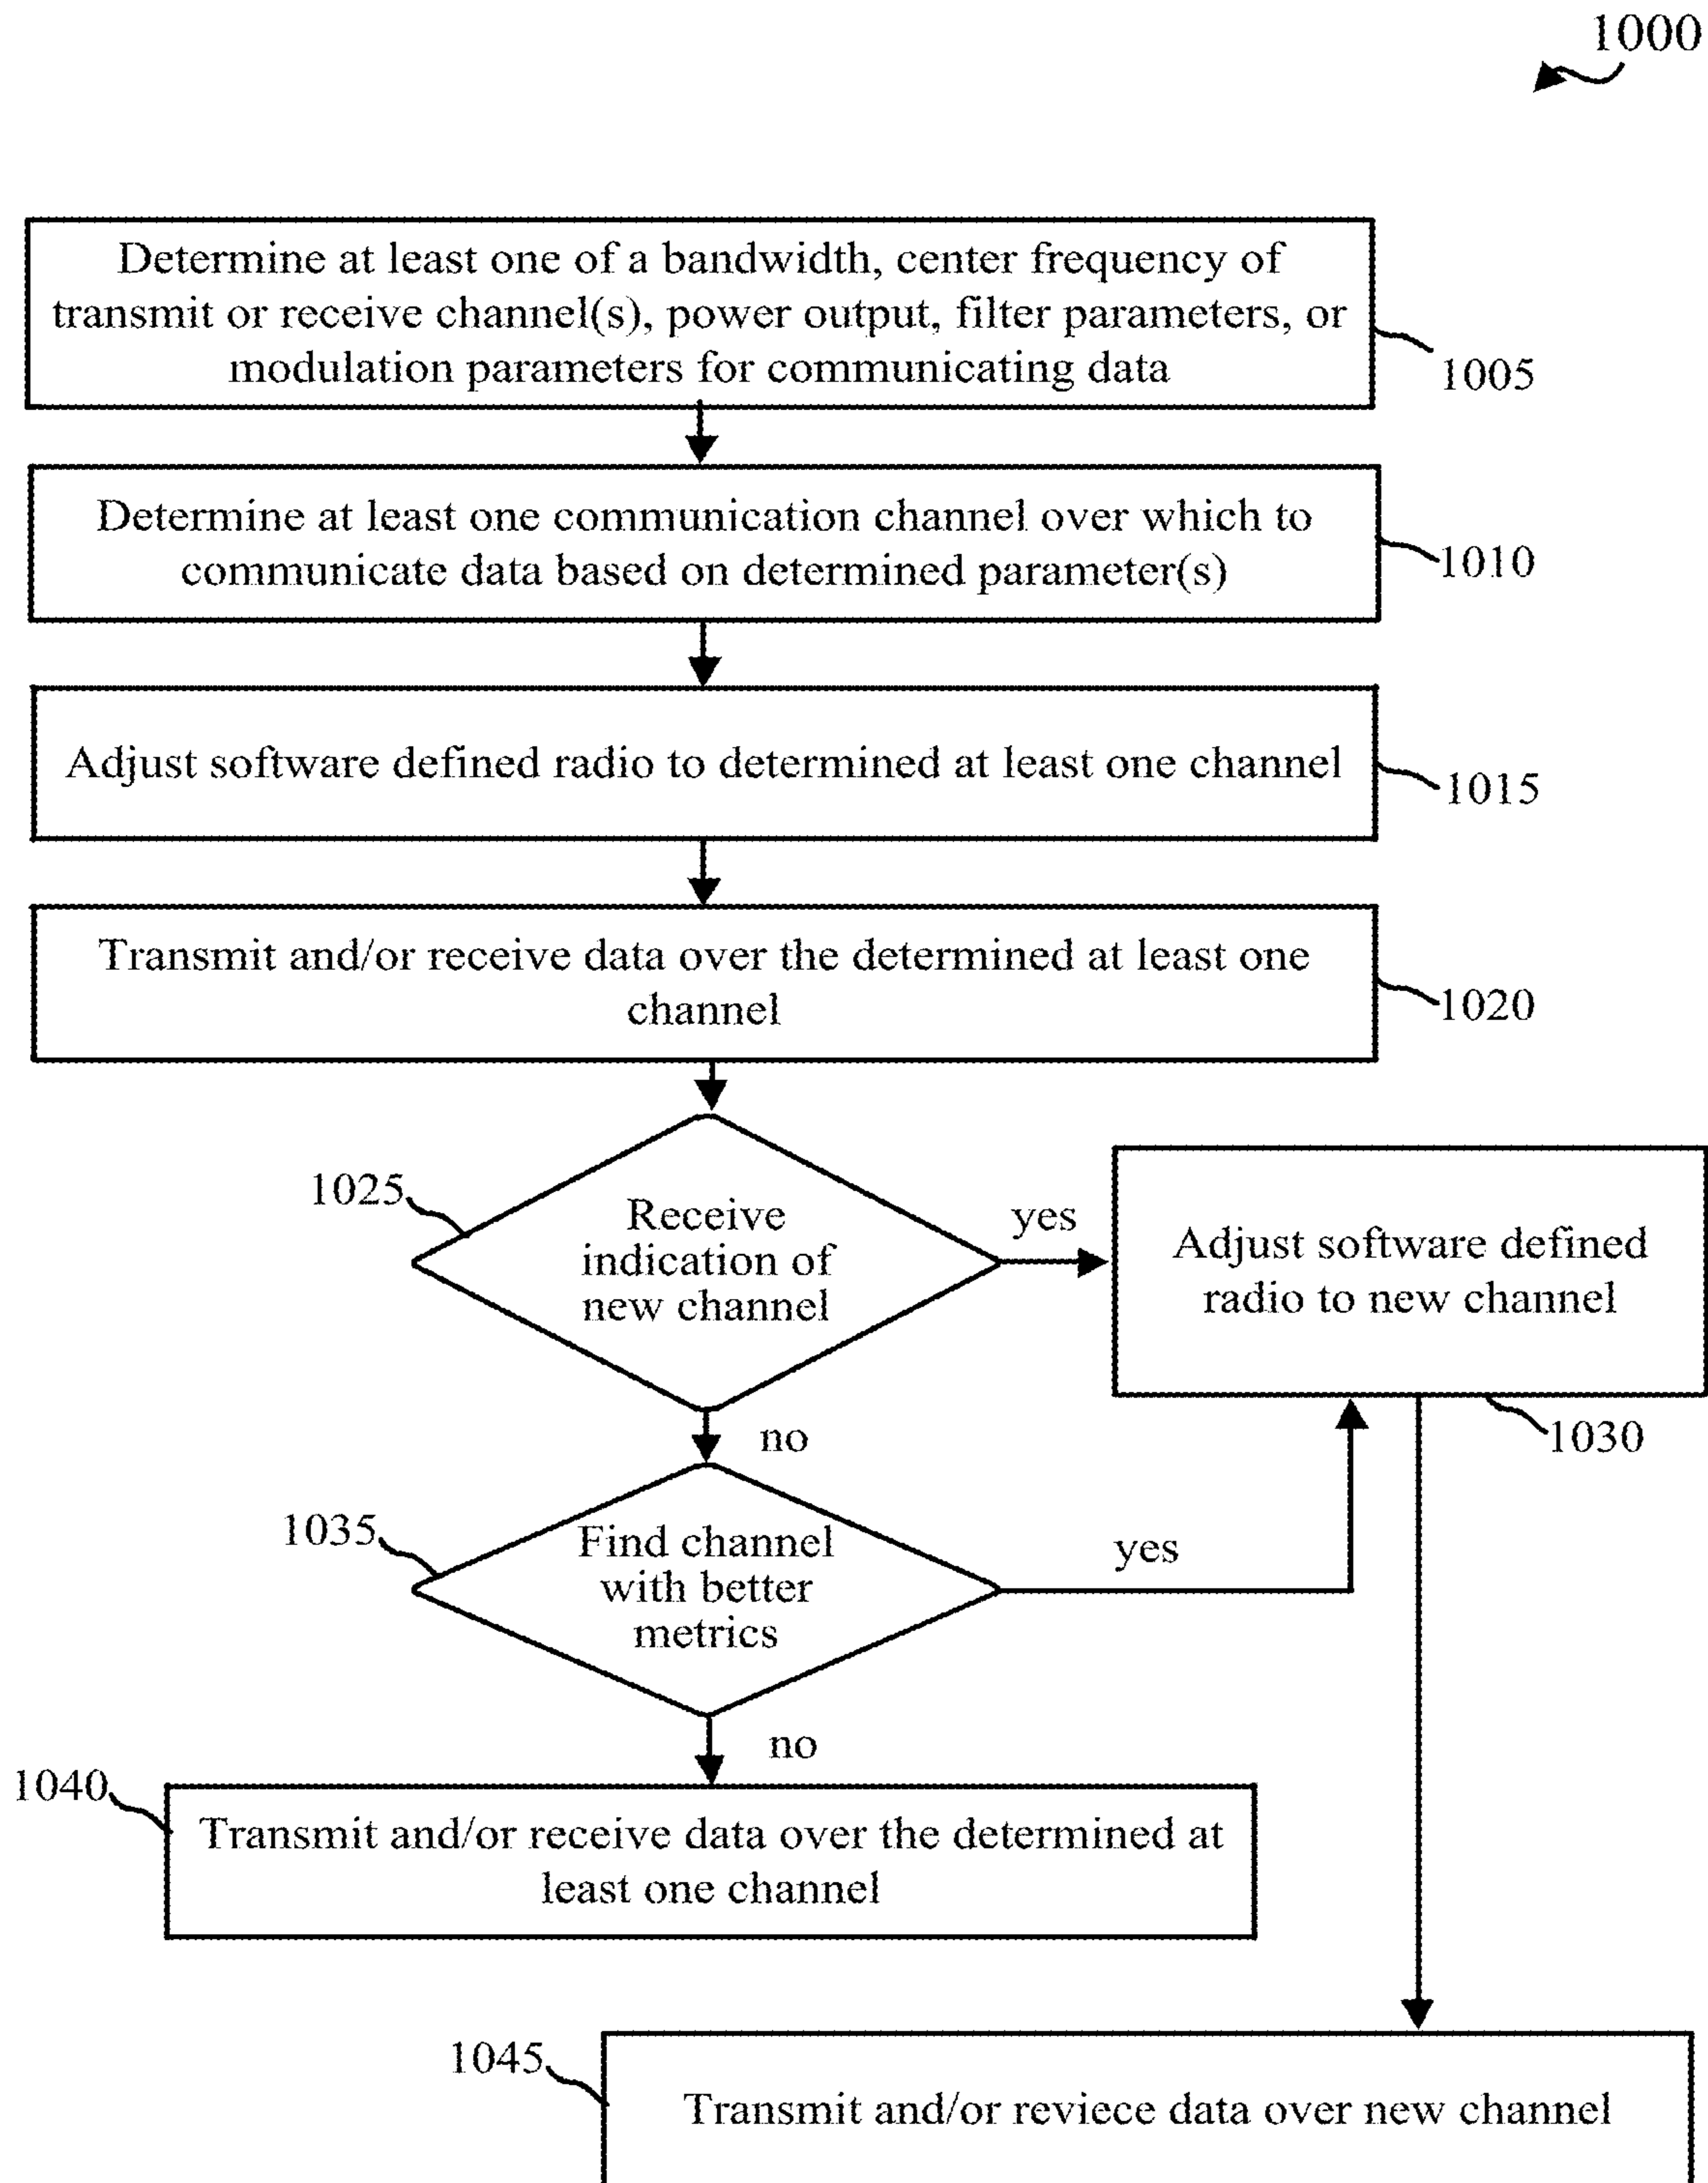 1000
Determine at least one of a bandwidth, center frequency of
transmit or receive channel(s), power output, filter parameters, or
modulation parameters for communicating data
1005
Determine at least one communication channel over which to
communicate data based on determined parameter(s)
1010
Adjust software defined radio to determined at least one channel
1015
Transmit and/or receive data over the determined at least one
channel
1020
1025
Receive
indication of
new channel
yes
Adjust software defined
radio to new channel
1030
no
1035
Find channel
with better
metrics
yes
no
1040
Transmit and/or receive data over the determined at
least one channel
1045
Transmit and/or reviece data over new channel